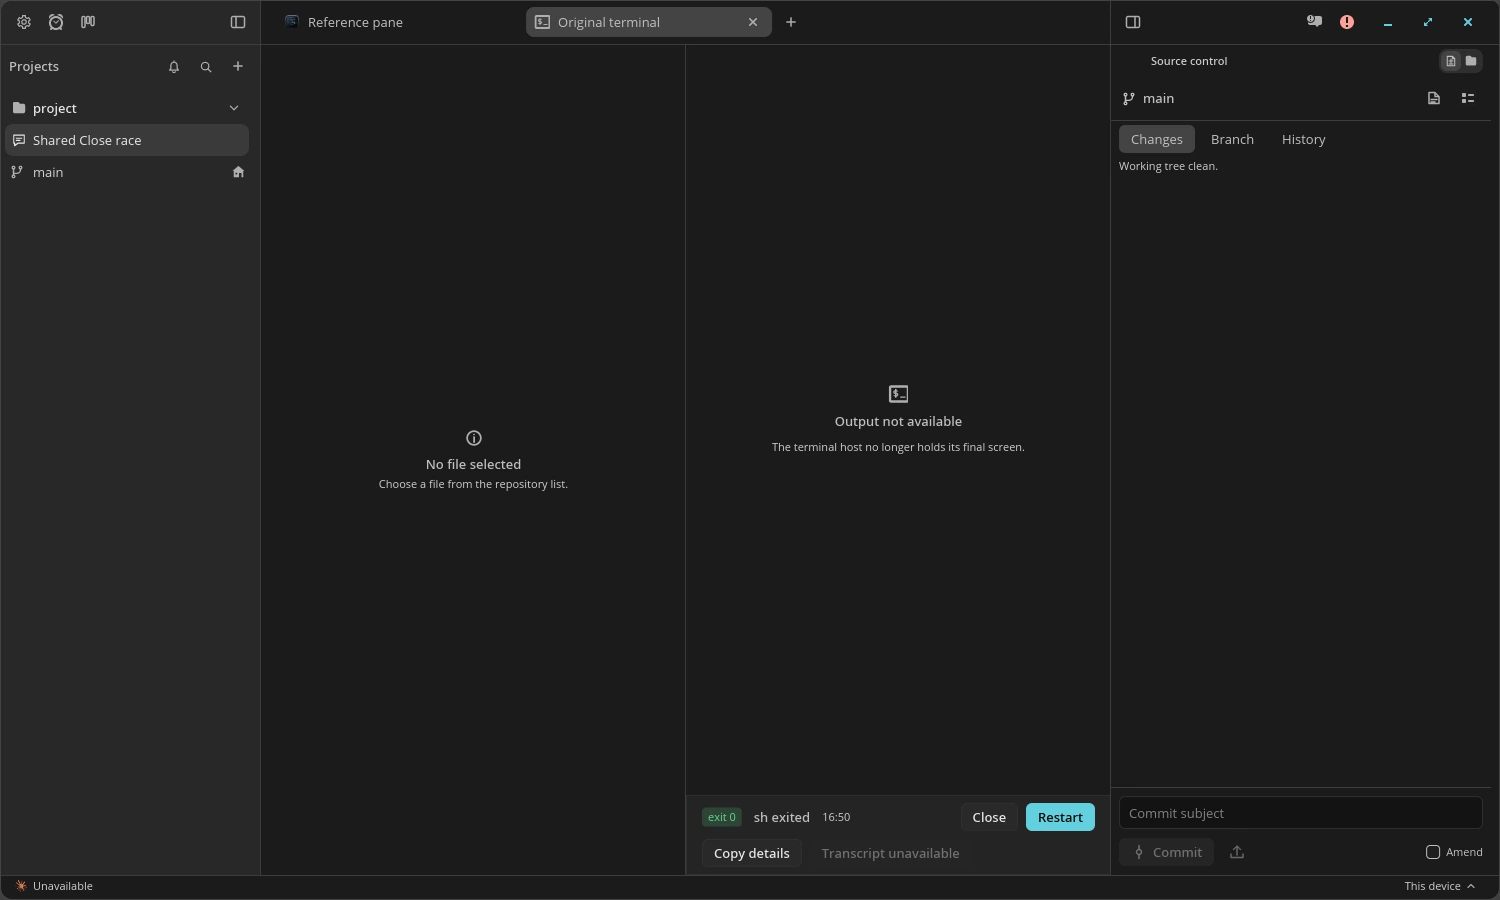 Reference pane
Original terminal
Projects
project
Shared Close race
main
No file selected
Choose a file from the repository list.
Output not available
The terminal host no longer holds its final screen.
exit 0 sh exited 16:50
Close
Restart
Copy details
Transcript unavailable
Source control
main
Changes
Branch
History
Working tree clean.
Commit subject
Commit
Amend
Unavailable
This device